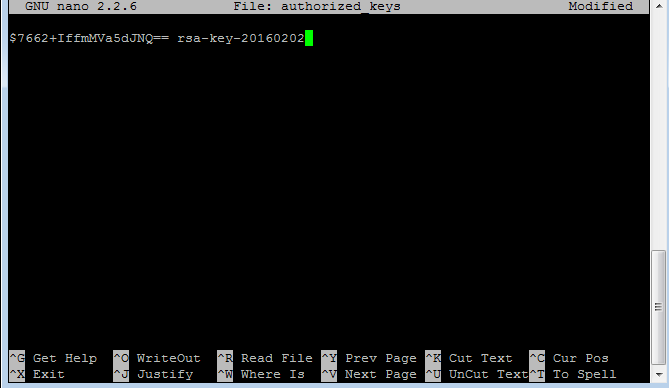 GNU nano 2.2.6 File: authorized_keys Modified
$7662+IffmMVa5dJNQ== rsa-key-20160202
^G Get Help ^O WriteOut ^R Read File ^Y Prev Page ^K Cut Text ^C Cur Pos
^X Exit ^J Justify ^W Where Is ^V Next Page ^U UnCut Text ^T To Spell